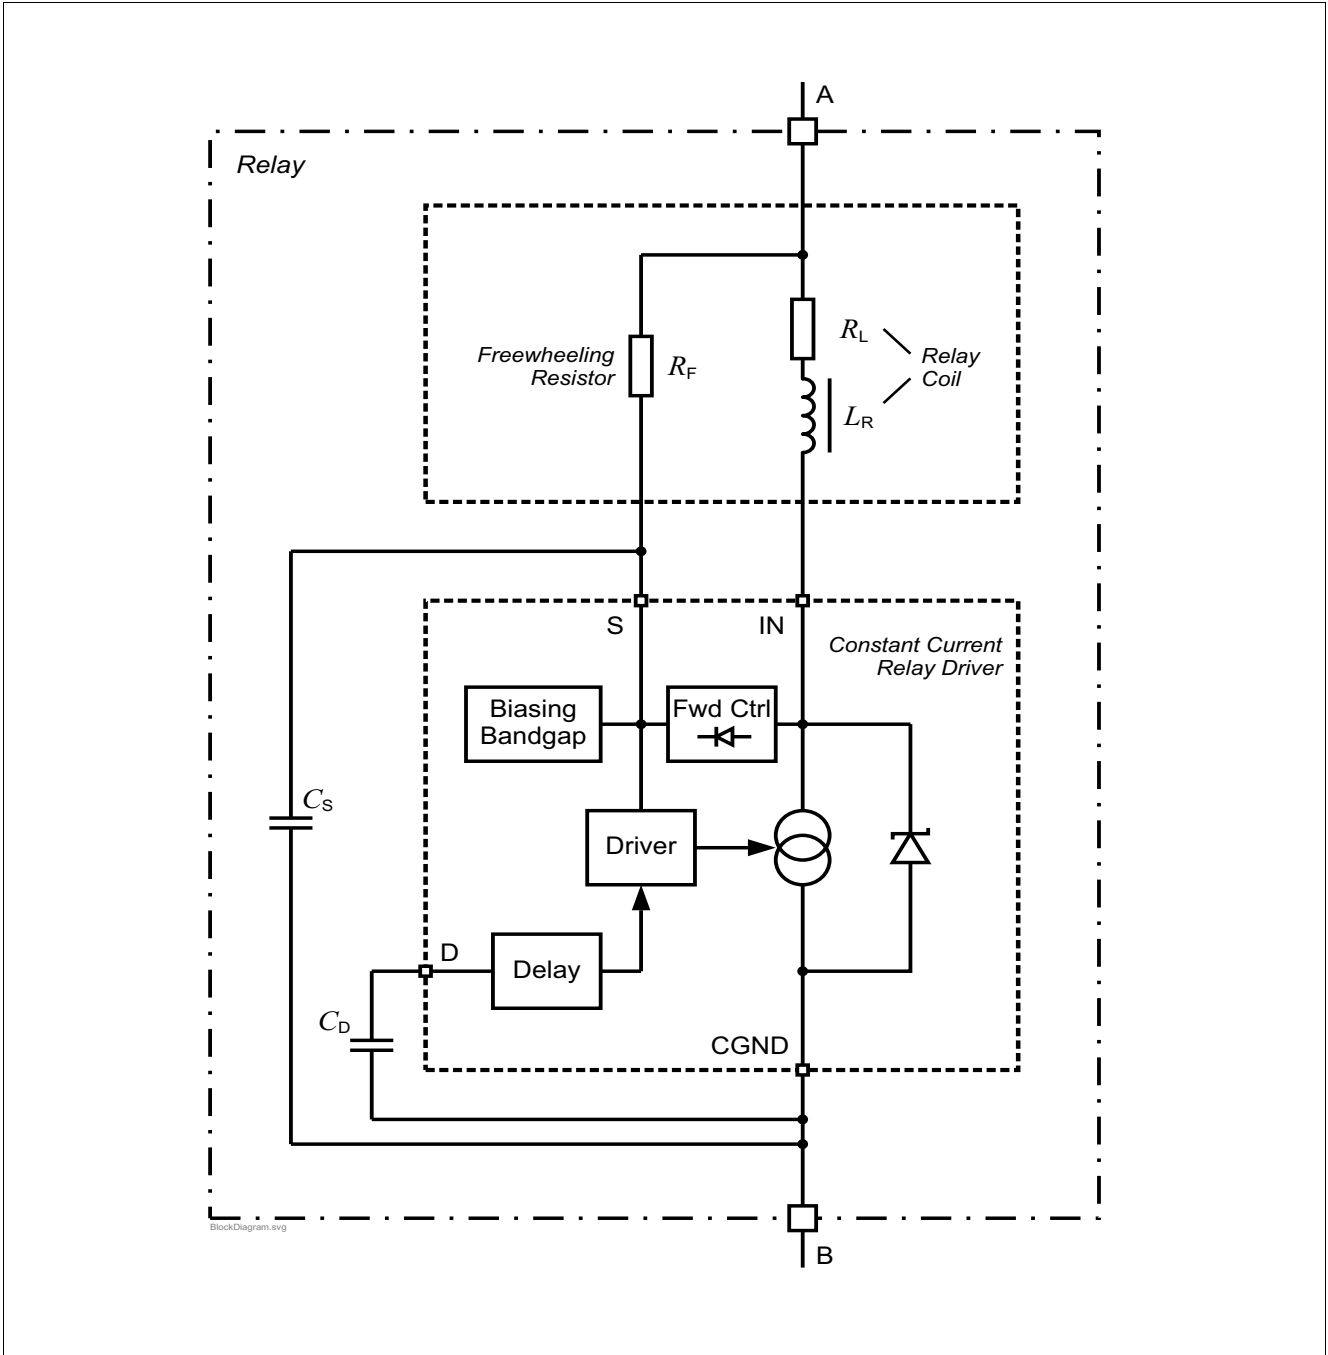 A
Relay
Freewheeling
Resistor
RF
RL
LR
Relay
Coil
S
IN
Constant Current
Relay Driver
Biasing
Bandgap
Fwd Ctrl
CS
Driver
D
Delay
CD
CGND
BlockDiagram.svg
B